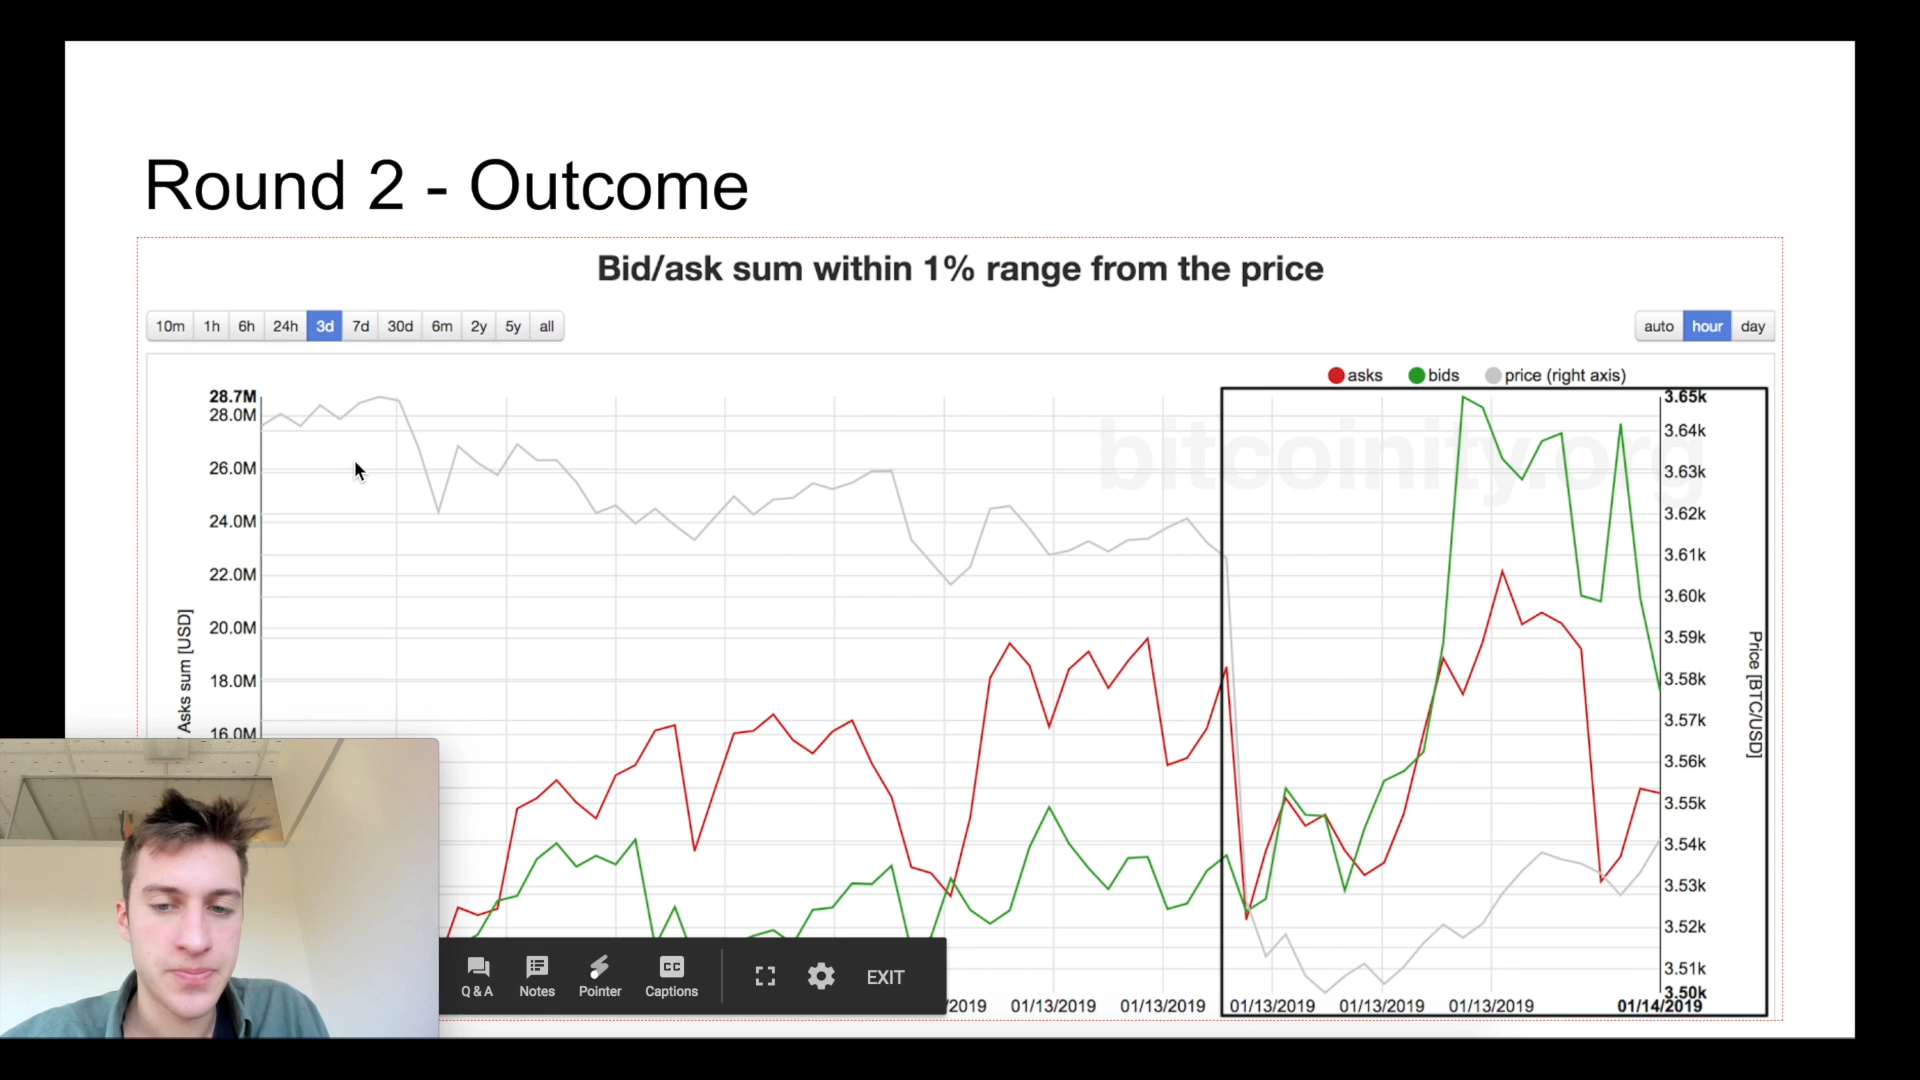 Round 2 - Outcome
Bid/ask sum within 1% range from the price
10m 1h 6h 24h 3d 7d 30d 6m 2y 5y all
auto hour day
asks bids price (right axis)
bitcoinity.org
28.7M
28.0M
26.0M
24.0M
22.0M
20.0M
18.0M
16.0M
Asks sum [USD]
3.65k
3.64k
3.63k
3.62k
3.61k
3.60k
3.59k
3.58k
3.57k
3.56k
3.55k
3.54k
3.53k
3.52k
3.51k
3.50k
Price [BTC/USD]
/2019 01/13/2019 01/13/2019 01/13/2019 01/13/2019 01/13/2019 01/14/2019
Q & A Notes Pointer CC Captions EXIT